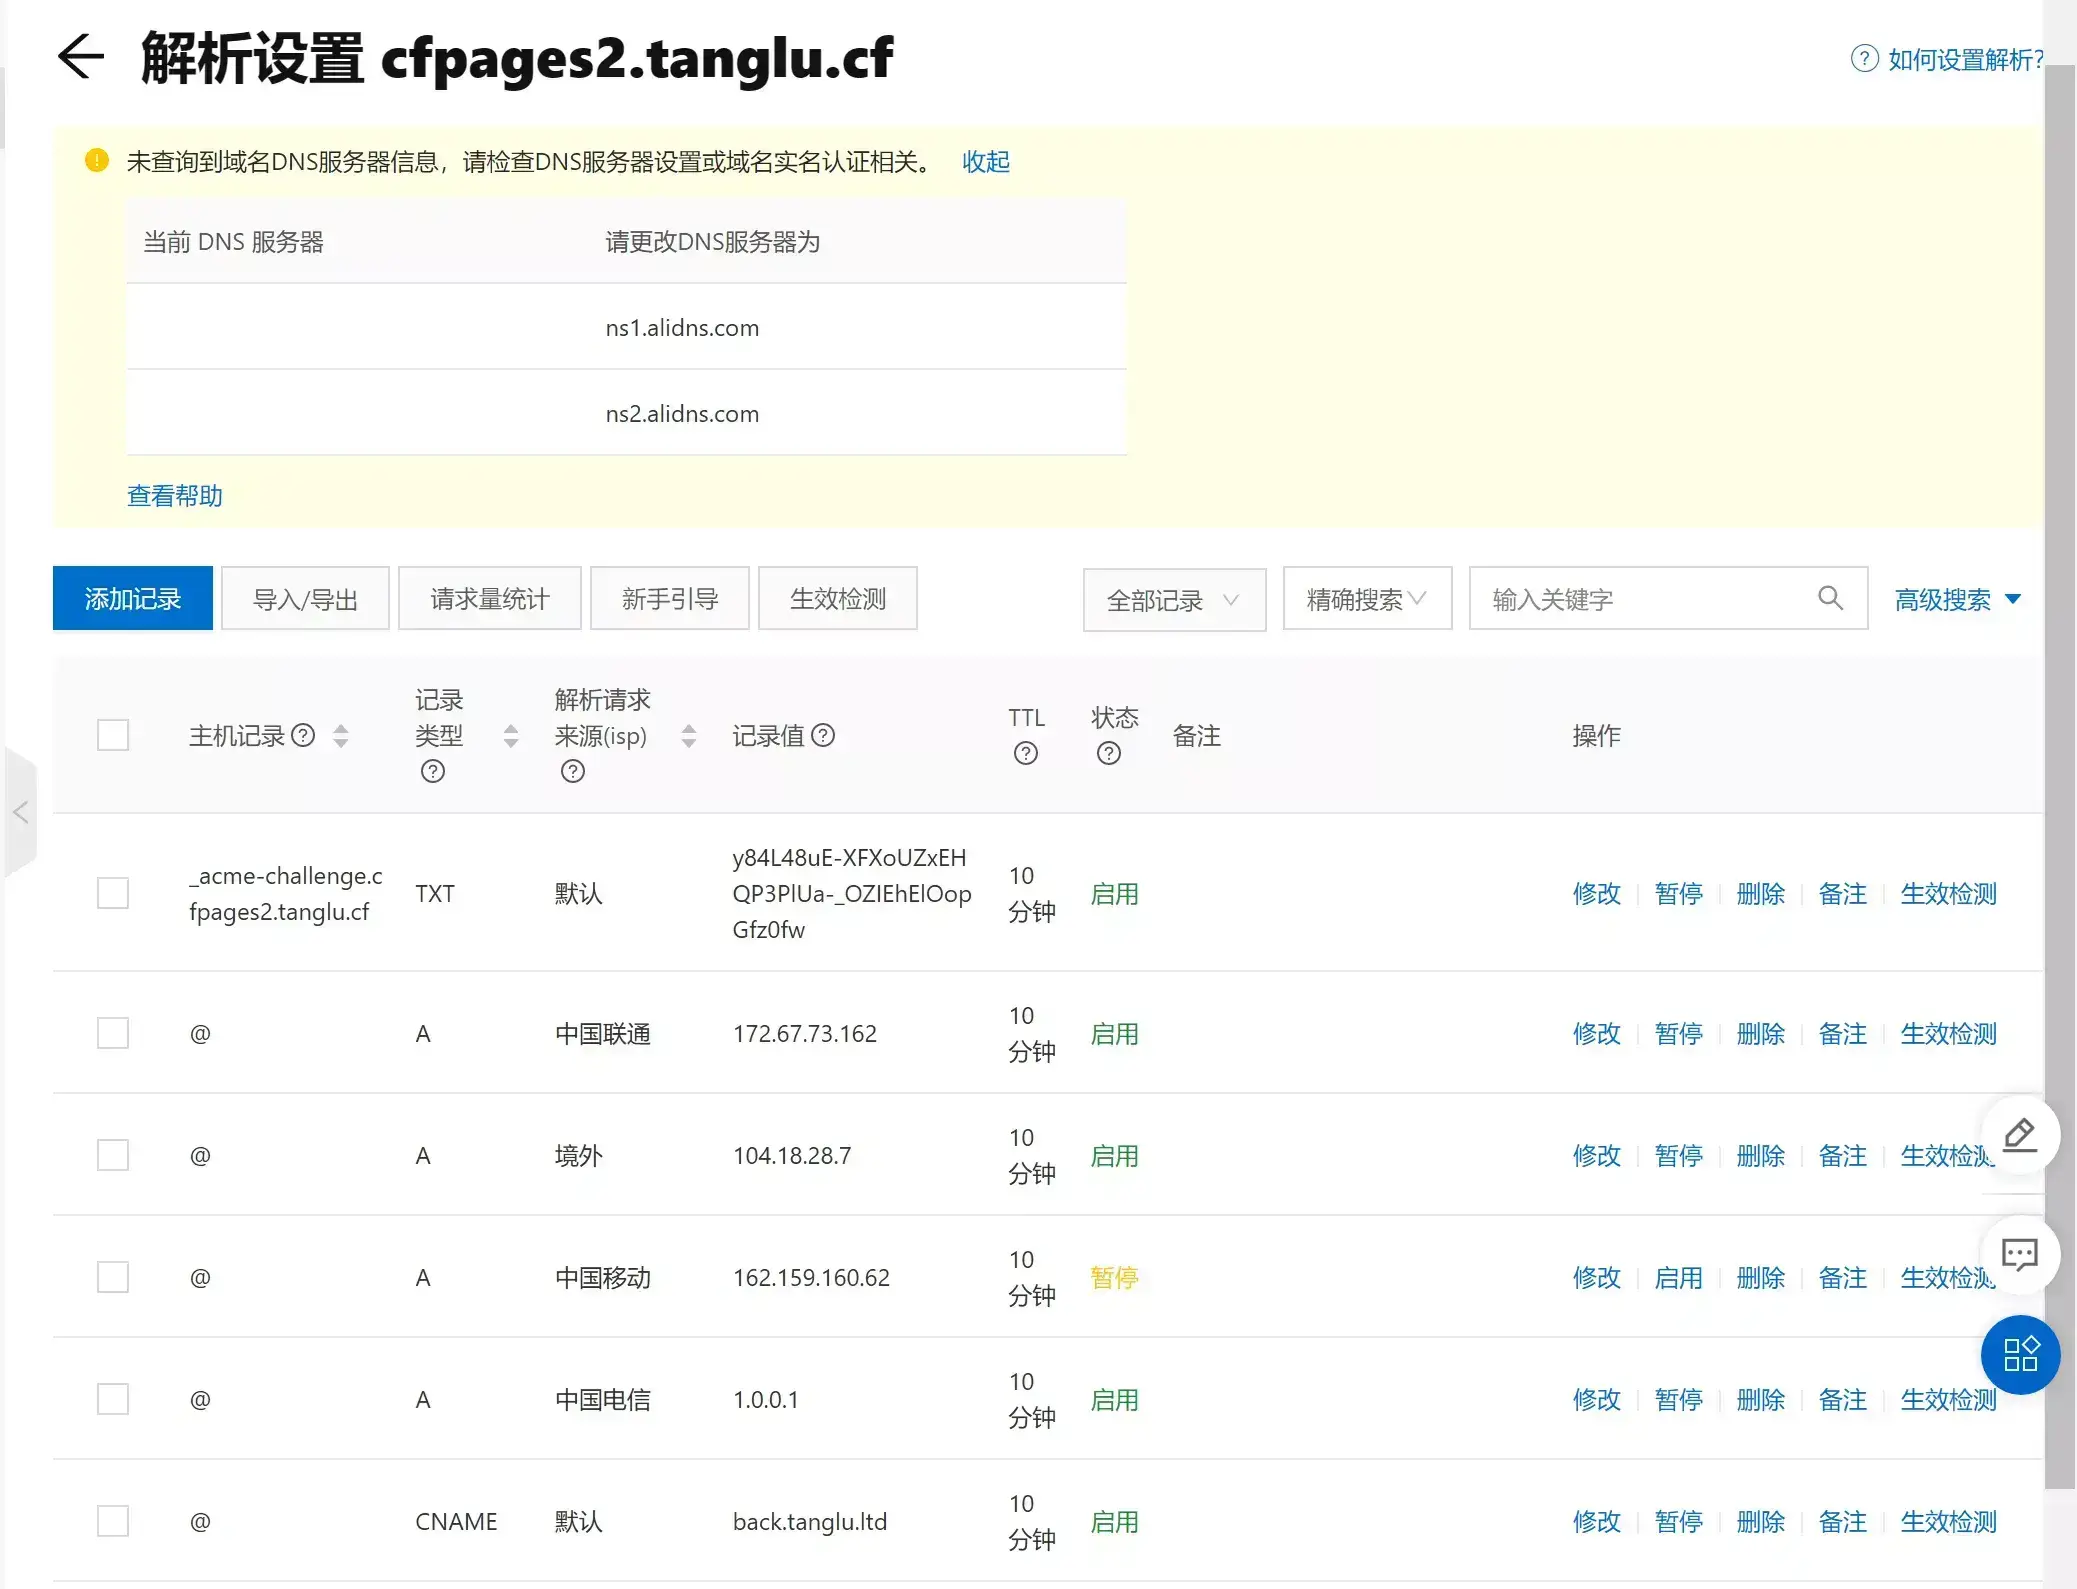 解析设置 cfpages2.tanglu.cf
如何设置解析?
未查询到域名DNS服务器信息，请检查DNS服务器设置或域名实名认证相关。 收起
当前 DNS 服务器 请更改DNS服务器为
ns1.alidns.com
ns2.alidns.com
查看帮助
添加记录 导入/导出 请求量统计 新手引导 生效检测 全部记录 精确搜索 输入关键字 高级搜索
主机记录 记录类型 解析请求来源(isp) 记录值 TTL 状态 备注 操作
_acme-challenge.cfpages2.tanglu.cf TXT 默认 y84L48uE-XFXoUZxEHQP3PlUa-_OZIEhElOopGfz0fw 10 分钟 启用 修改 暂停 删除 备注 生效检测
@ A 中国联通 172.67.73.162 10 分钟 启用 修改 暂停 删除 备注 生效检测
@ A 境外 104.18.28.7 10 分钟 启用 修改 暂停 删除 备注 生效检测
@ A 中国移动 162.159.160.62 10 分钟 暂停 修改 启用 删除 备注 生效检测
@ A 中国电信 1.0.0.1 10 分钟 启用 修改 暂停 删除 备注 生效检测
@ CNAME 默认 back.tanglu.ltd 10 分钟 启用 修改 暂停 删除 备注 生效检测